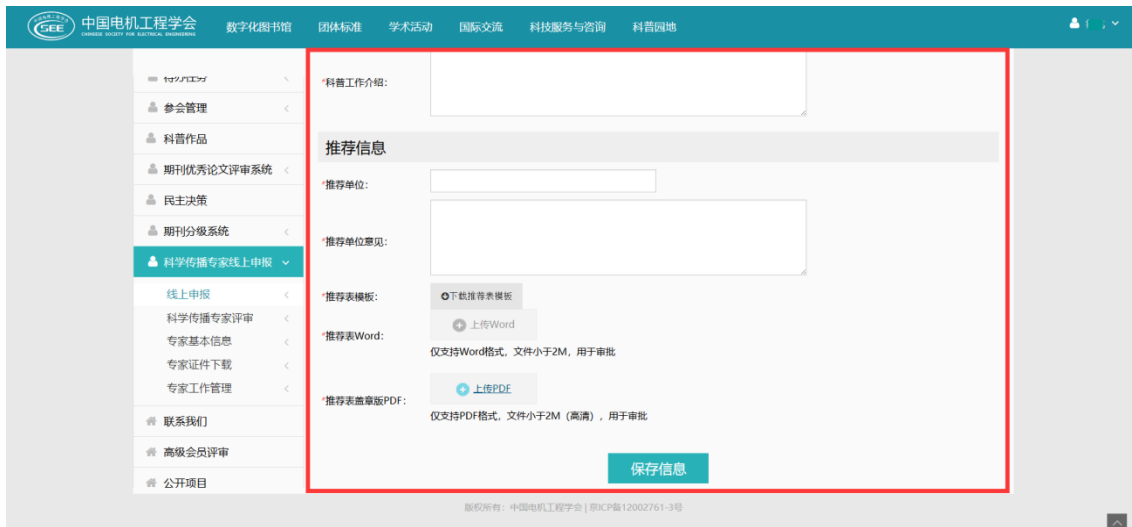 CSEE 中国电机工程学会 数字化图书馆 团体标准 学术活动 国际交流 科技服务与咨询 科普园地
CHINESE SOCIETY FOR ELECTRICAL ENGINEERING
待办任务
参会管理
科普作品
期刊优秀论文评审系统
民主决策
期刊分级系统
科学传播专家线上申报
线上申报
科学传播专家评审
专家基本信息
专家证件下载
专家工作管理
联系我们
高级会员评审
公开项目
*科普工作介绍:
推荐信息
*推荐单位:
*推荐单位意见:
*推荐表模板: 下载推荐表模板
*推荐表Word: 上传Word
仅支持Word格式，文件小于2M，用于审批
*推荐表盖章版PDF: 上传PDF
仅支持PDF格式，文件小于2M（高清），用于审批
保存信息
版权所有：中国电机工程学会 | 京ICP备12002761-3号